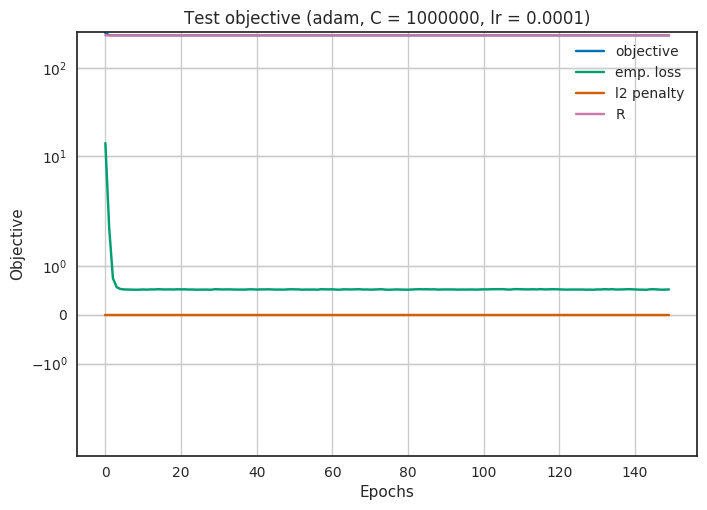 Test objective (adam, C = 1000000, lr = 0.0001)
objective
emp. loss
l2 penalty
R
10²
10¹
10⁰
0
−10⁰
Objective
0 20 40 60 80 100 120 140
Epochs